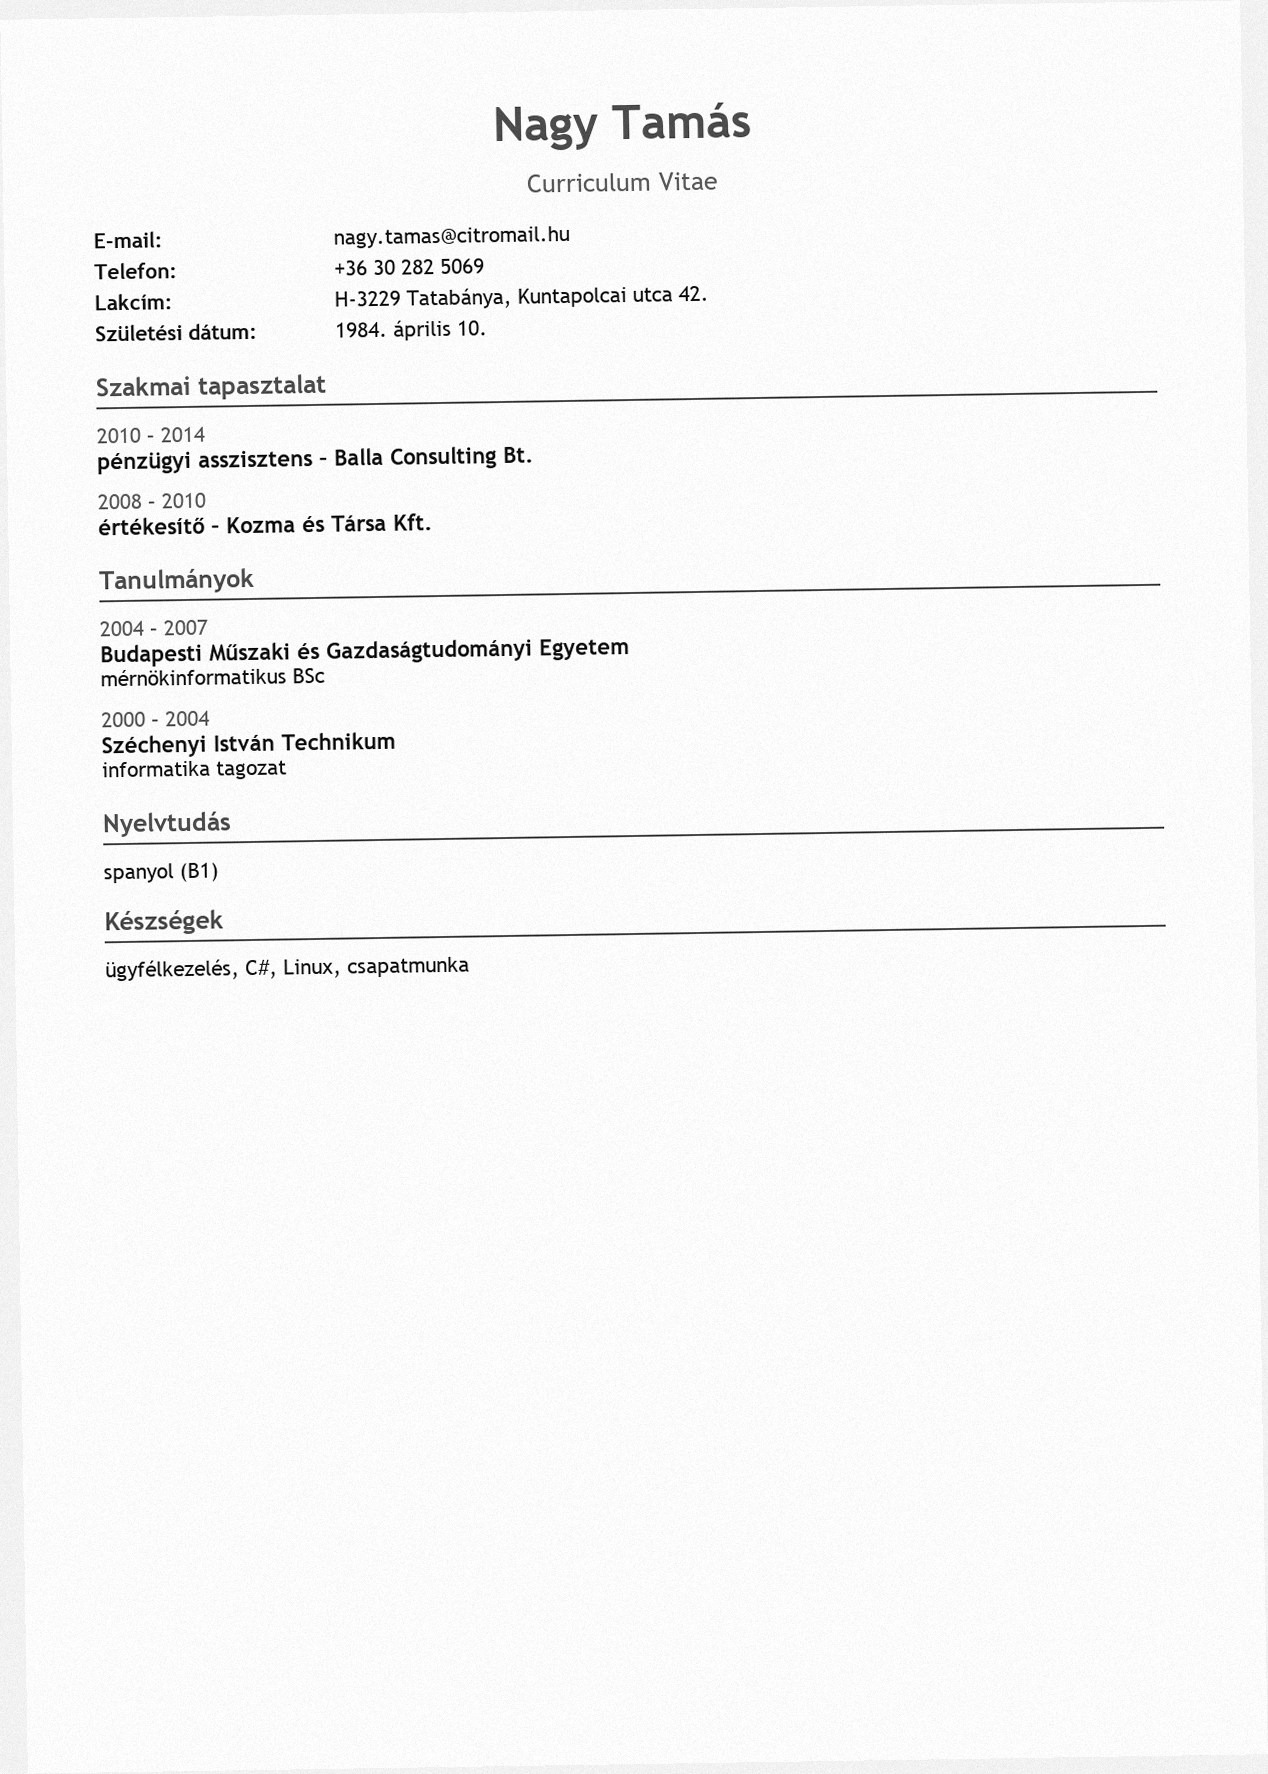 Nagy Tamás
Curriculum Vitae
E-mail: nagy.tamas@citromail.hu
Telefon: +36 30 282 5069
Lakcím: H-3229 Tatabánya, Kuntapolcai utca 42.
Születési dátum: 1984. április 10.
Szakmai tapasztalat
2010 - 2014
pénzügyi asszisztens – Balla Consulting Bt.
2008 - 2010
értékesítő – Kozma és Társa Kft.
Tanulmányok
2004 - 2007
Budapesti Műszaki és Gazdaságtudományi Egyetem
mérnökinformatikus BSc
2000 - 2004
Széchenyi István Technikum
informatika tagozat
Nyelvtudás
spanyol (B1)
Készségek
ügyfélkezelés, C#, Linux, csapatmunka